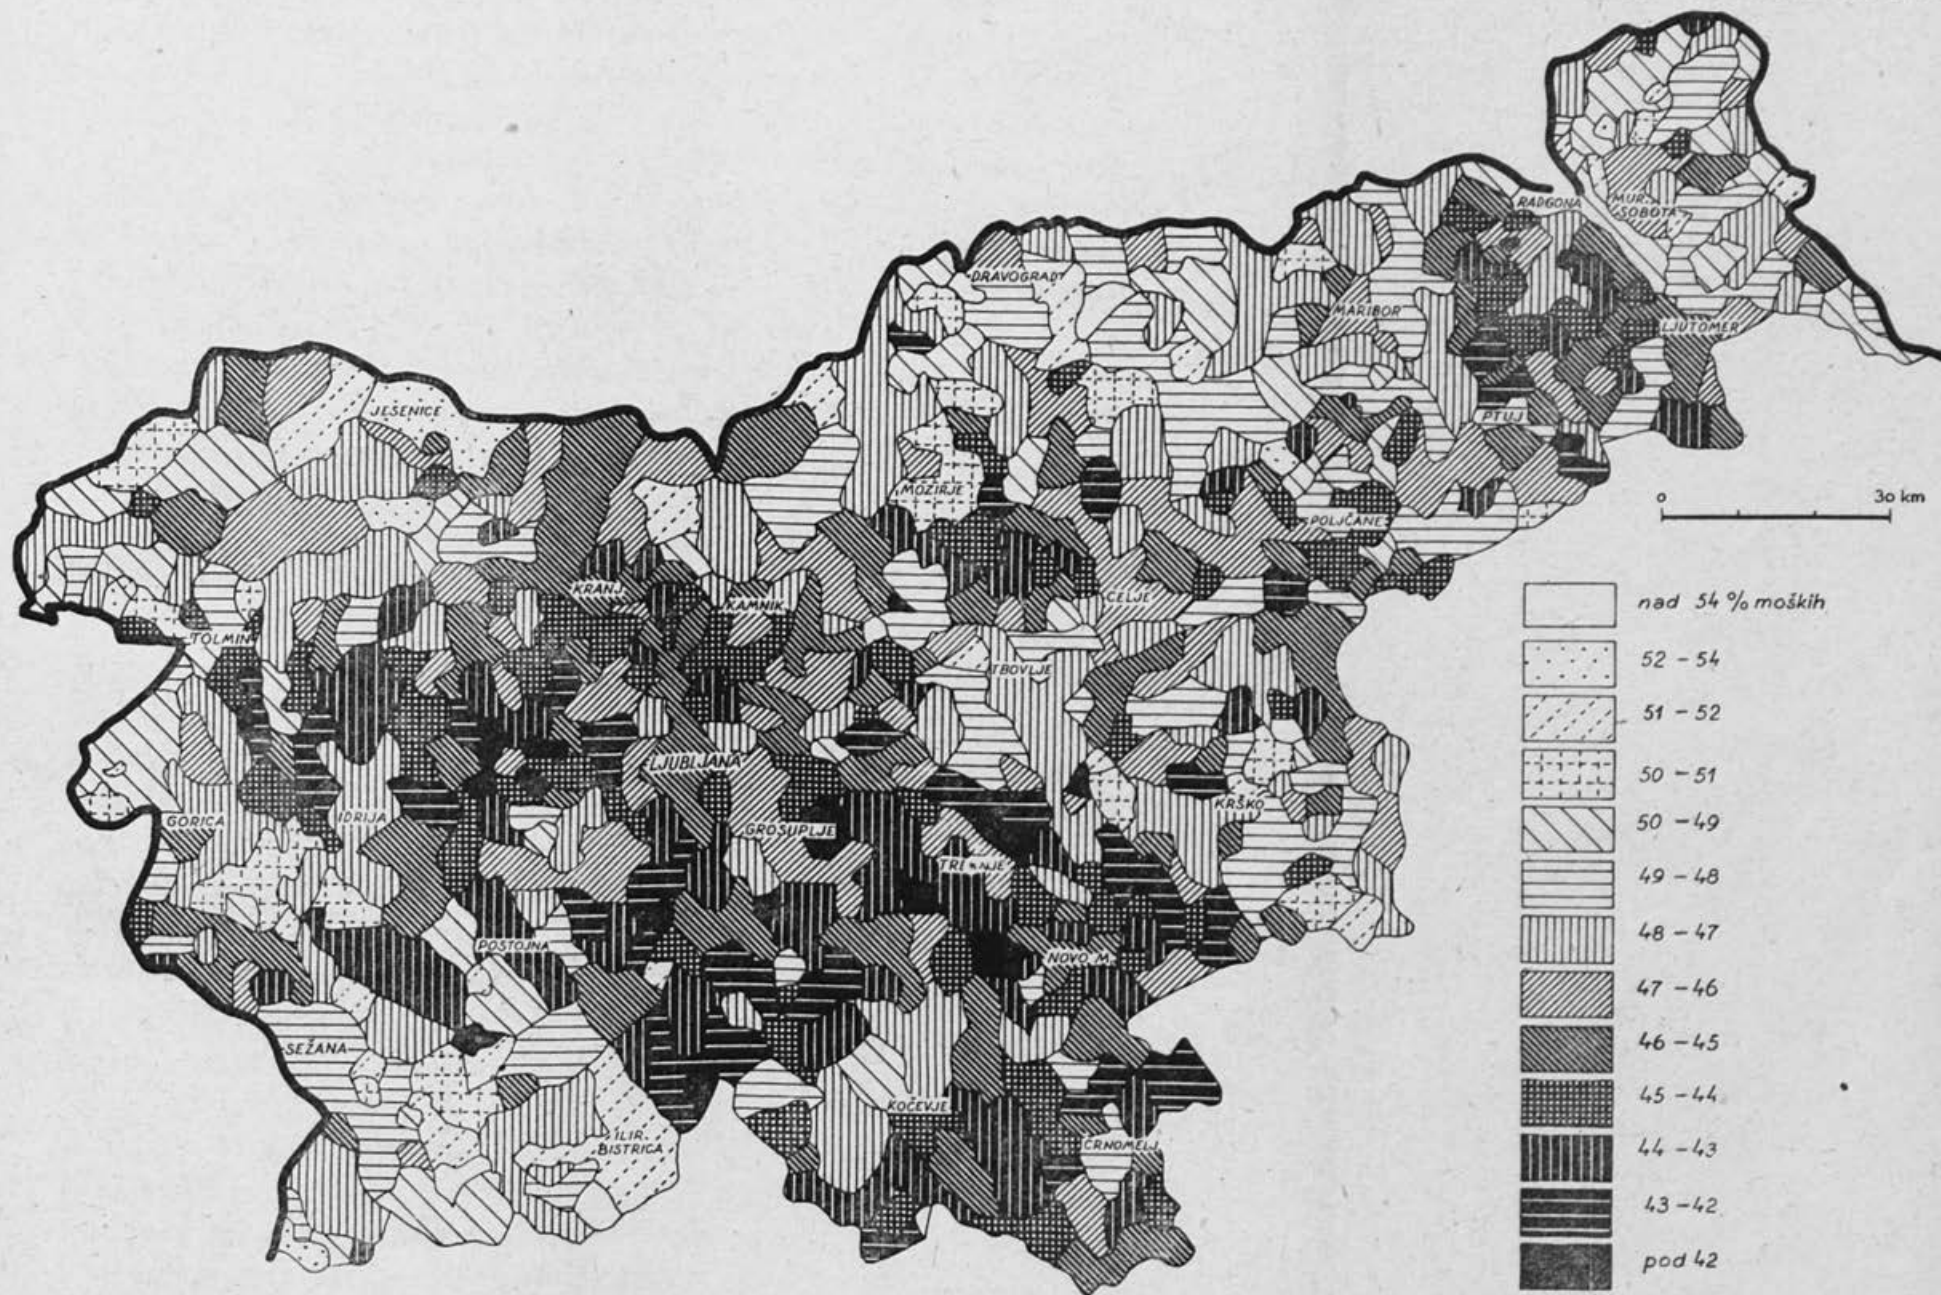 RADGONA
MUR.
SOBOTA
DRAVOGRAD
MARIBOR
LJUTOMER
JESENICE
PTUJ
MOZIRJE
POLJČANE
0 30 km
KRANJ
KAMNIK
CELJE
TOLMIN
TBOVLJE
LJUBLJANA
GORICA
IDRIJA
GROSUPLJE
KRŠKO
POSTOJNA
NOVO M.
SEŽANA
KOČEVJE
ILIR.
BISTRICA
ČRNOMELJ
nad 54 % moških
52 – 54
51 – 52
50 – 51
50 – 49
49 – 48
48 – 47
47 – 46
46 – 45
45 – 44
44 – 43
43 – 42
pod 42